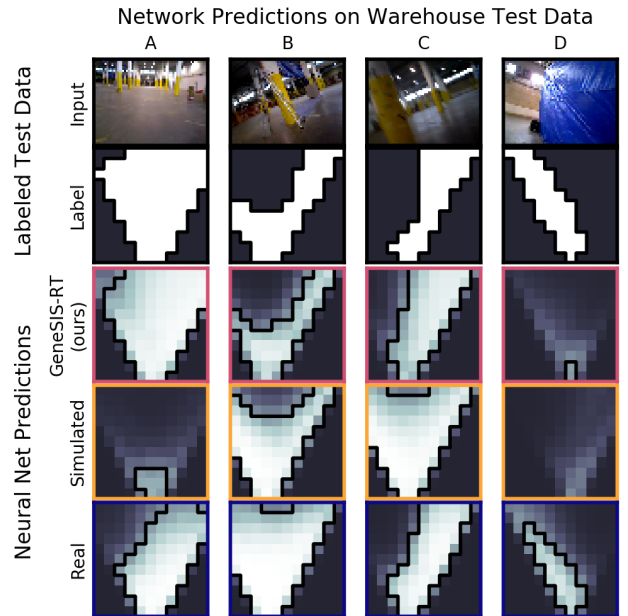 Network Predictions on Warehouse Test Data
A
B
C
D
Labeled Test Data
Input
Label
Neural Net Predictions
GeneSIS-RT
(ours)
Simulated
Real